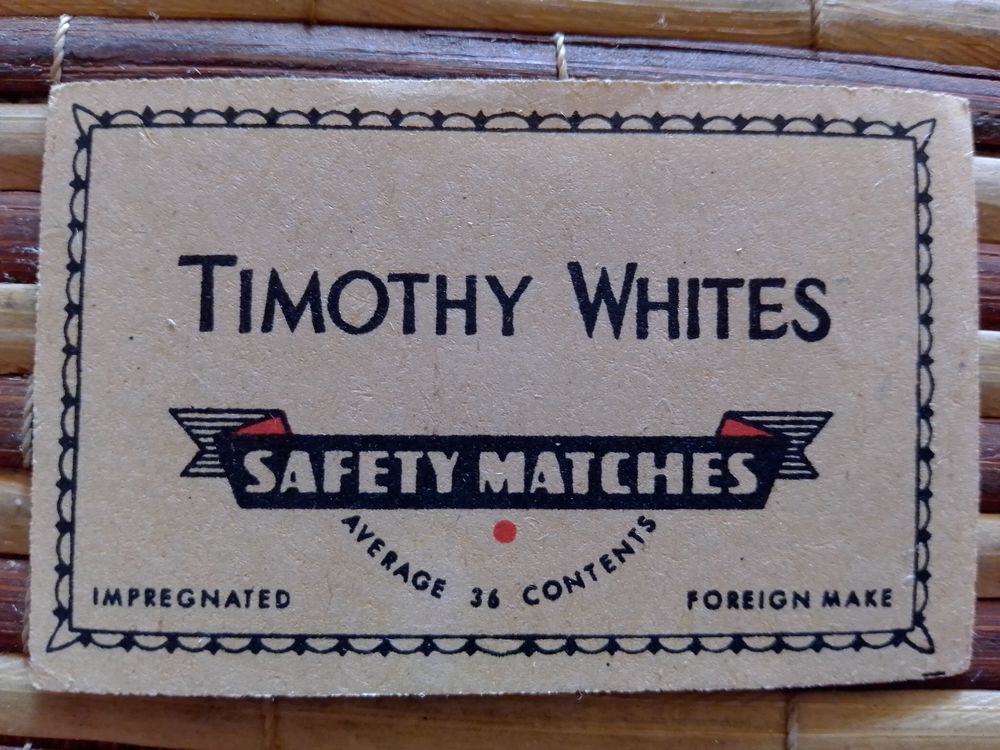 TIMOTHY WHITES
SAFETY MATCHES
AVERAGE 36 CONTENTS
IMPREGNATED
FOREIGN MAKE